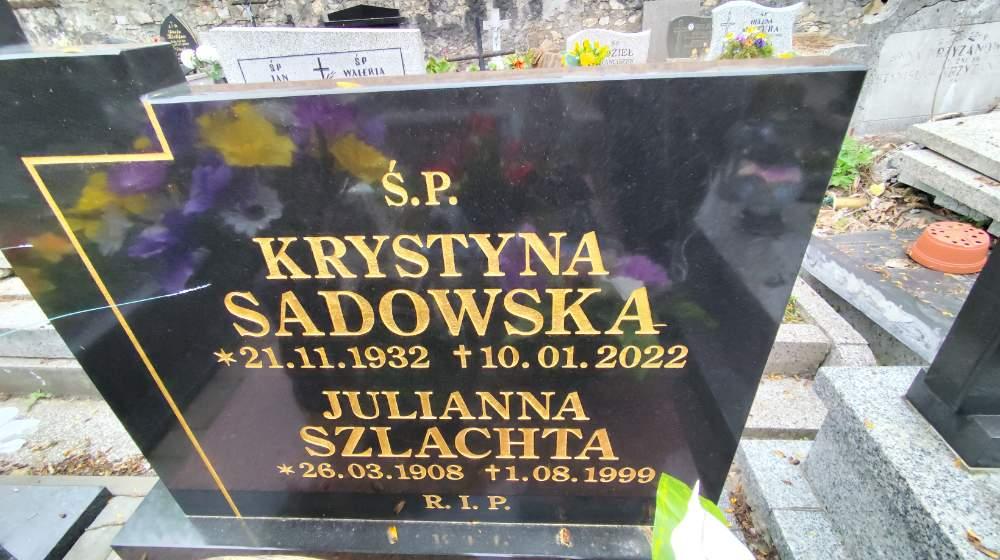 Ś.P.
KRYSTYNA
SADOWSKA
*21.11.1932 †10.01.2022
JULIANNA
SZLACHTA
*26.03.1908 †1.08.1999
R. I. P.
ŚP ŚP
JAN WALERIA